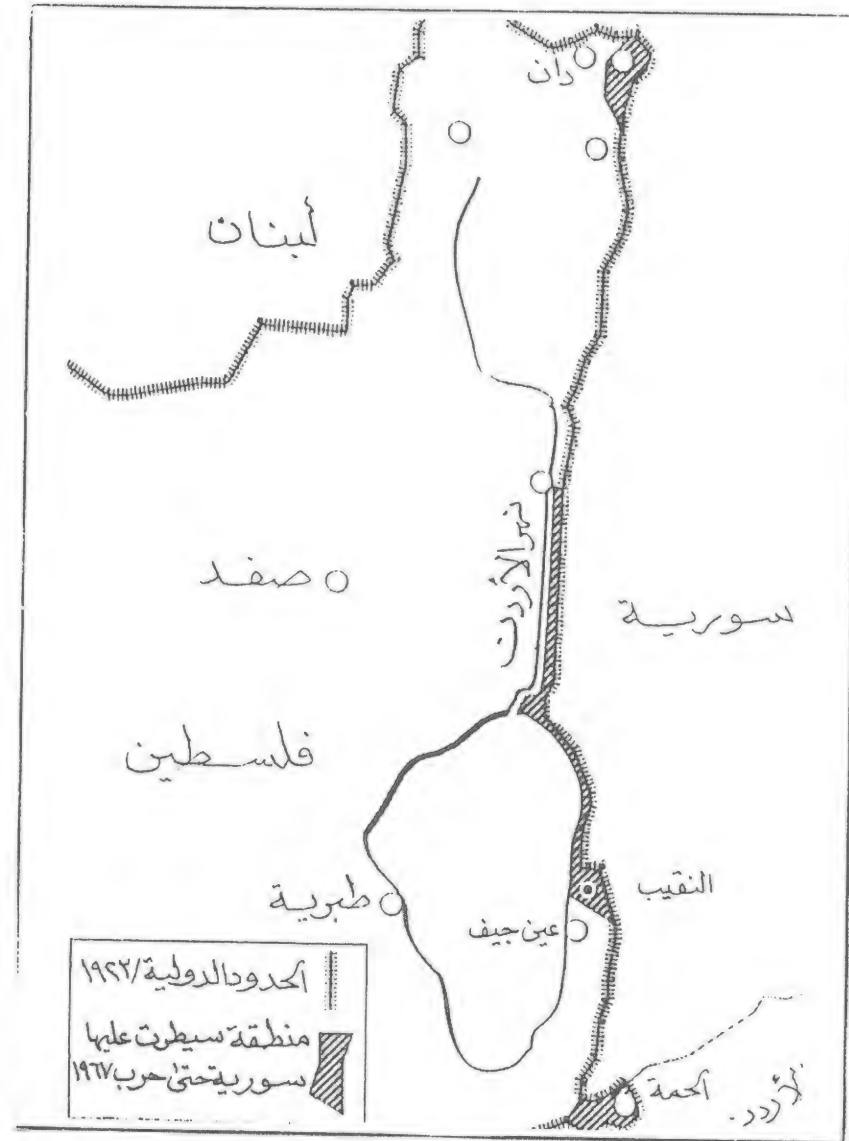 دان
لبنان
نهر الأردن
صفد
سورية
فلسطين
النقيب
طبرية
عين جيف
الحدود الدولية/١٩٢٣
منطقة سيطرت عليها
سورية حتى حرب ١٩٦٧
الحمة
الأردن